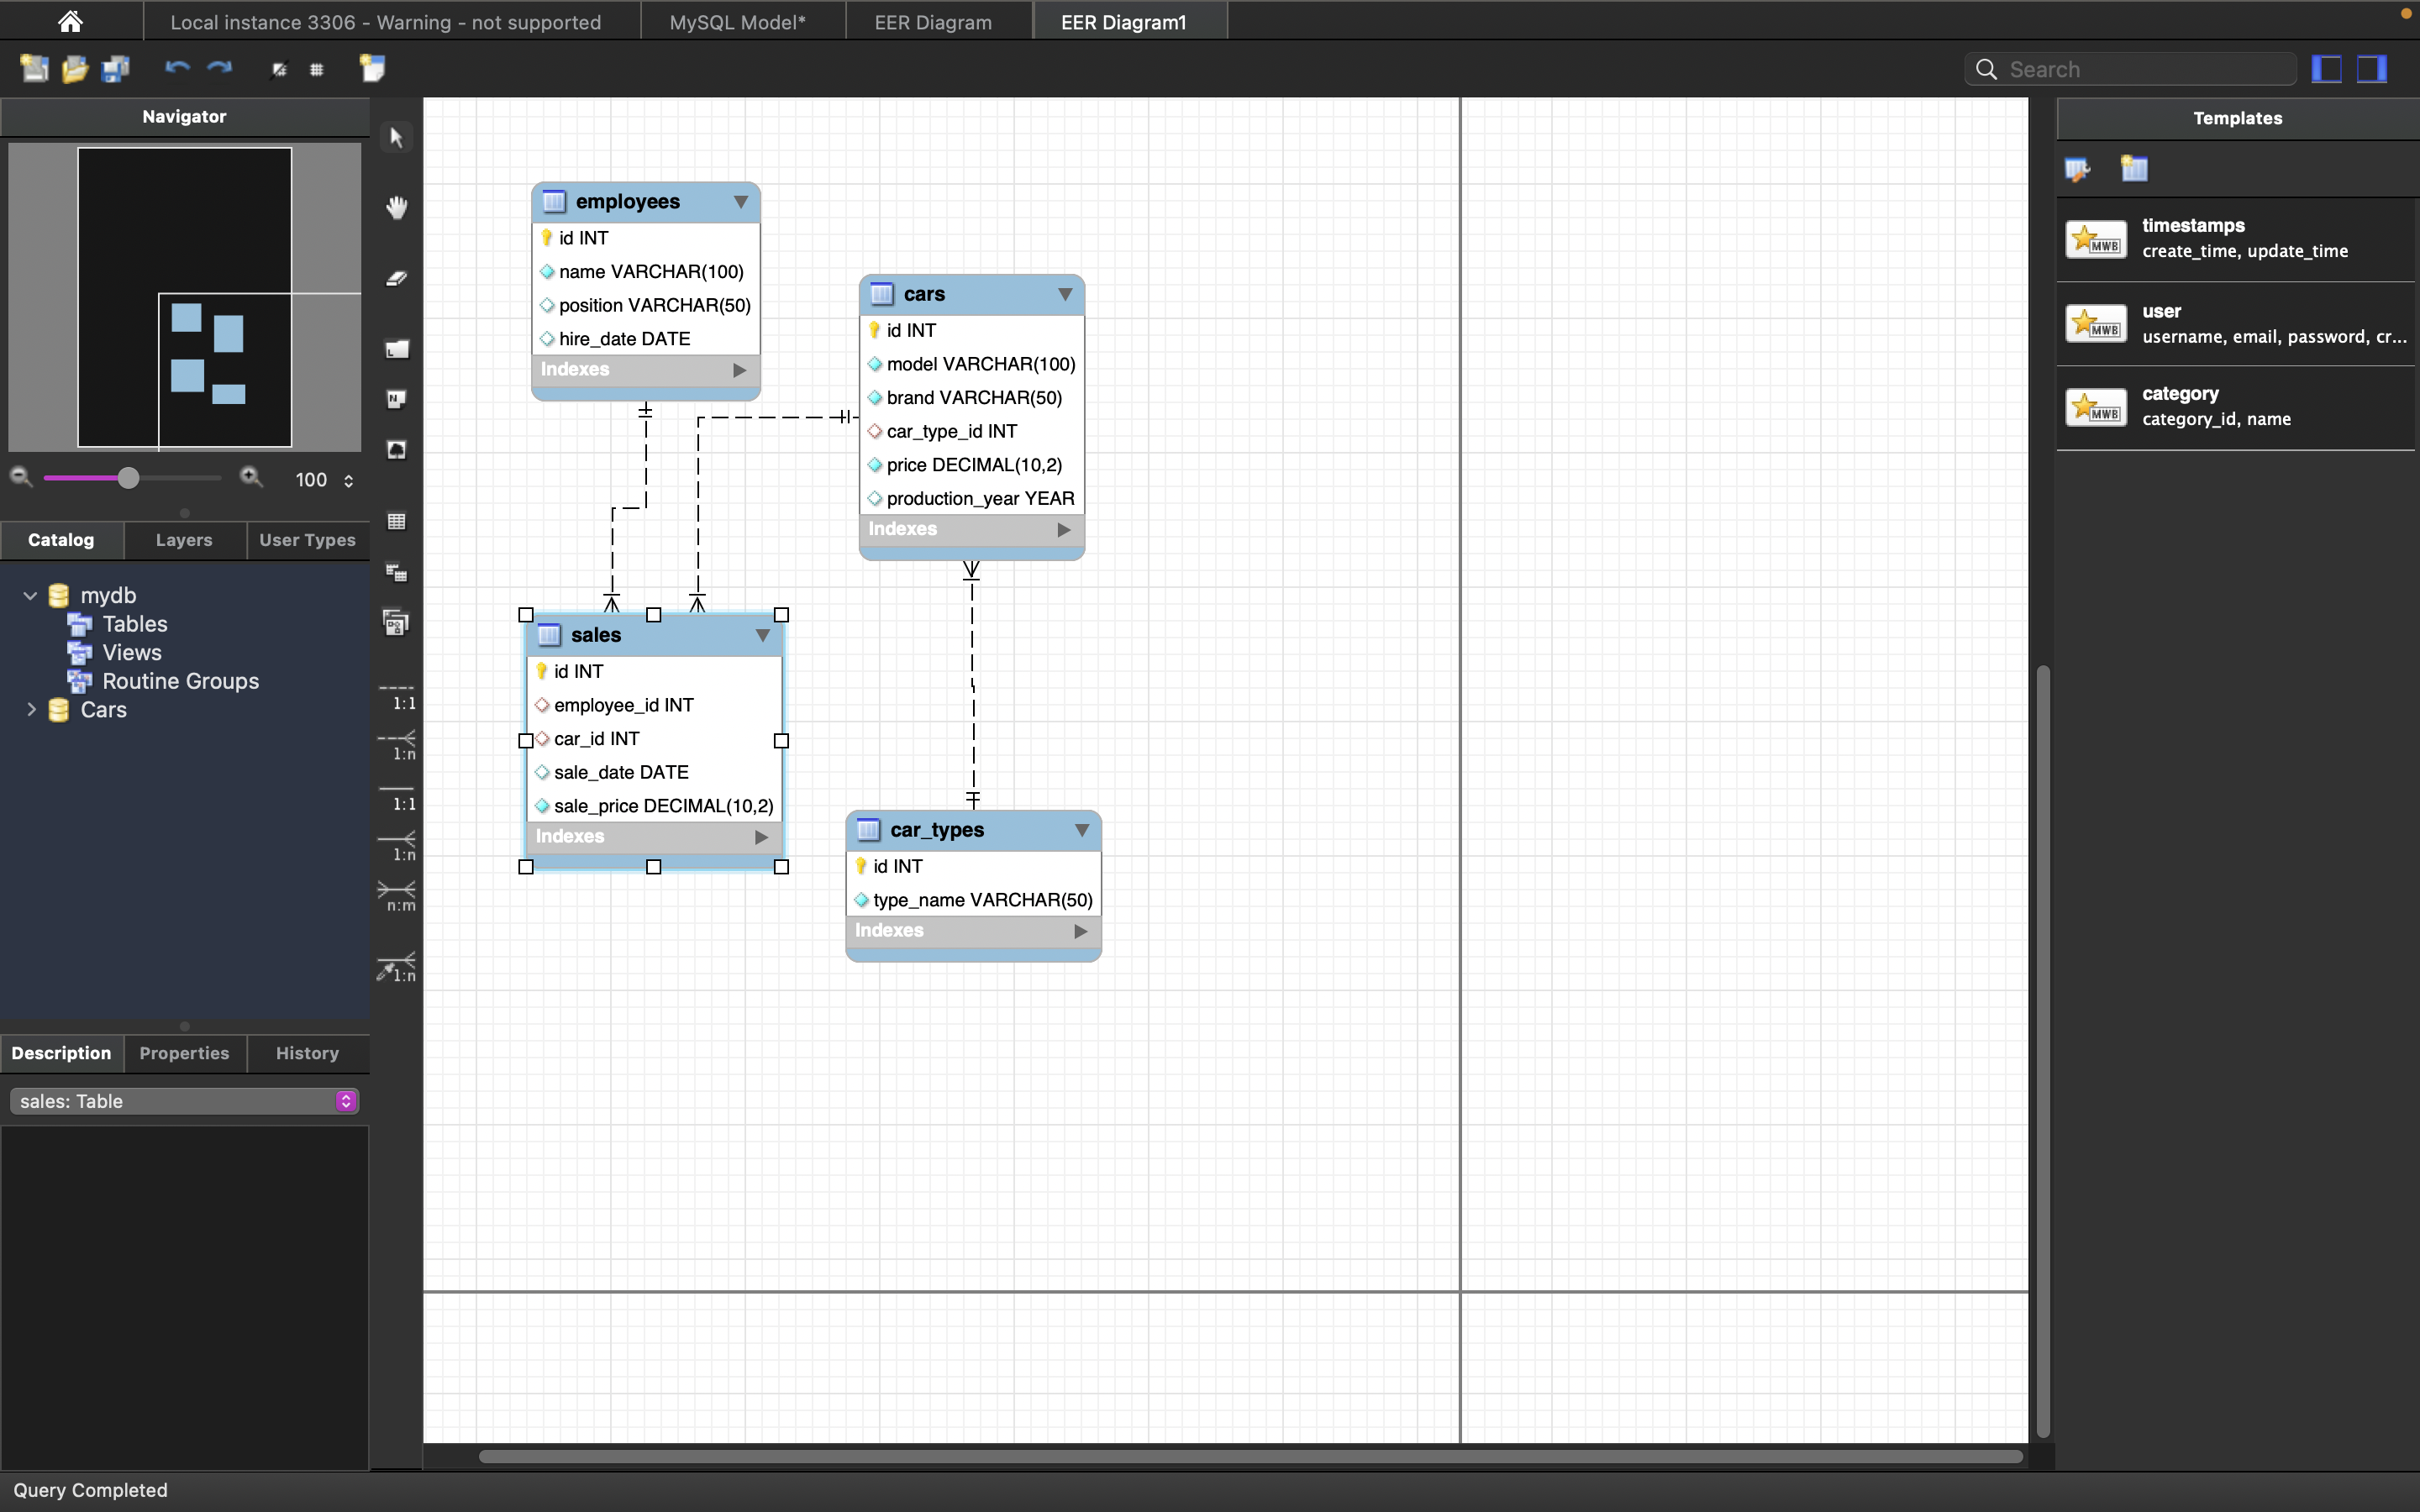 Local instance 3306 - Warning - not supported
MySQL Model*
EER Diagram
EER Diagram1
Search
Navigator
100
Catalog
Layers
User Types
mydb
Tables
Views
Routine Groups
Cars
Description
Properties
History
sales: Table
L
N
1:1
1:n
1:1
1:n
n:m
1:n
employees
id INT
name VARCHAR(100)
position VARCHAR(50)
hire_date DATE
Indexes
cars
id INT
model VARCHAR(100)
brand VARCHAR(50)
car_type_id INT
price DECIMAL(10,2)
production_year YEAR
Indexes
sales
id INT
employee_id INT
car_id INT
sale_date DATE
sale_price DECIMAL(10,2)
Indexes
car_types
id INT
type_name VARCHAR(50)
Indexes
Templates
MWB
timestamps
create_time, update_time
MWB
user
username, email, password, cr...
MWB
category
category_id, name
Query Completed